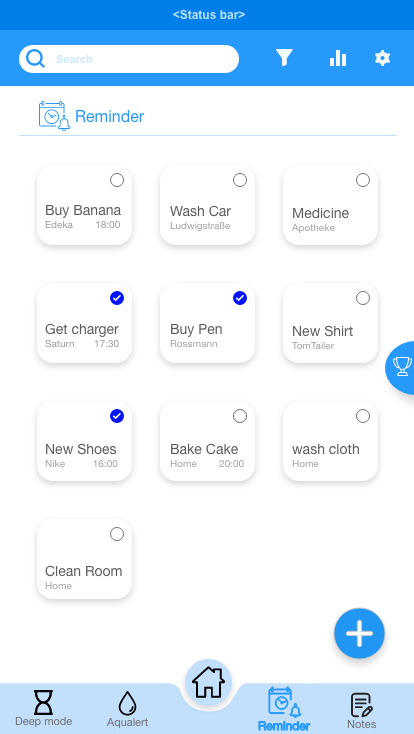 <Status bar>
Search
Reminder
Buy Banana
Edeka 18:00
Wash Car
Ludwigstraße
Medicine
Apotheke
Get charger
Saturn 17:30
Buy Pen
Rossmann
New Shirt
TomTailer
New Shoes
Nike 16:00
Bake Cake
Home 20:00
wash cloth
Home
Clean Room
Home
Deep mode
Aqualert
Reminder
Notes